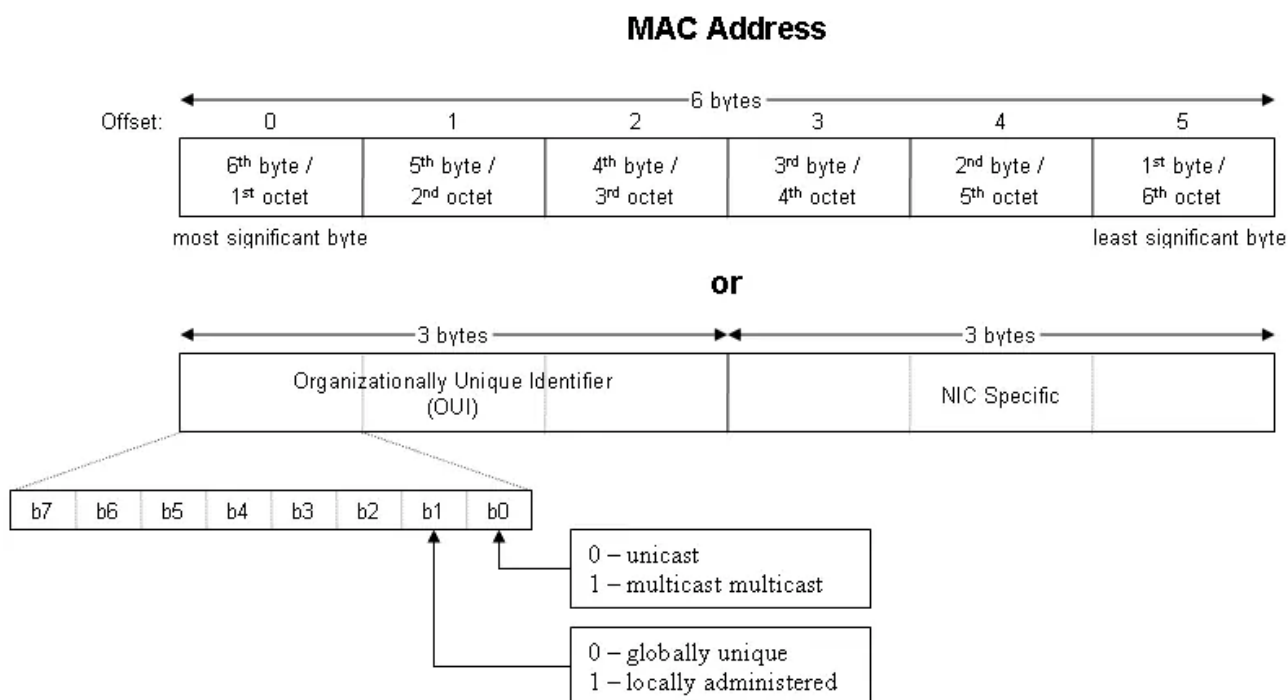 MAC Address
6 bytes
Offset: 0 1 2 3 4 5
6th byte / 5th byte / 4th byte / 3rd byte / 2nd byte / 1st byte /
1st octet 2nd octet 3rd octet 4th octet 5th octet 6th octet
most significant byte least significant byte
or
3 bytes 3 bytes
Organizationally Unique Identifier
(OUI)
NIC Specific
b7 b6 b5 b4 b3 b2 b1 b0
0 – unicast
1 – multicast multicast
0 – globally unique
1 – locally administered